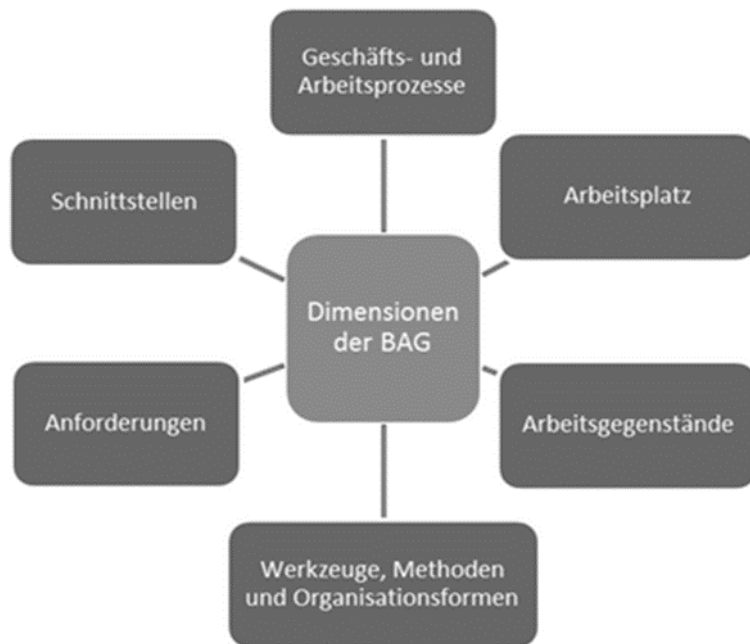 Geschäfts- und
Arbeitsprozesse
Schnittstellen
Arbeitsplatz
Dimensionen
der BAG
Anforderungen
Arbeitsgegenstände
Werkzeuge, Methoden
und Organisationsformen